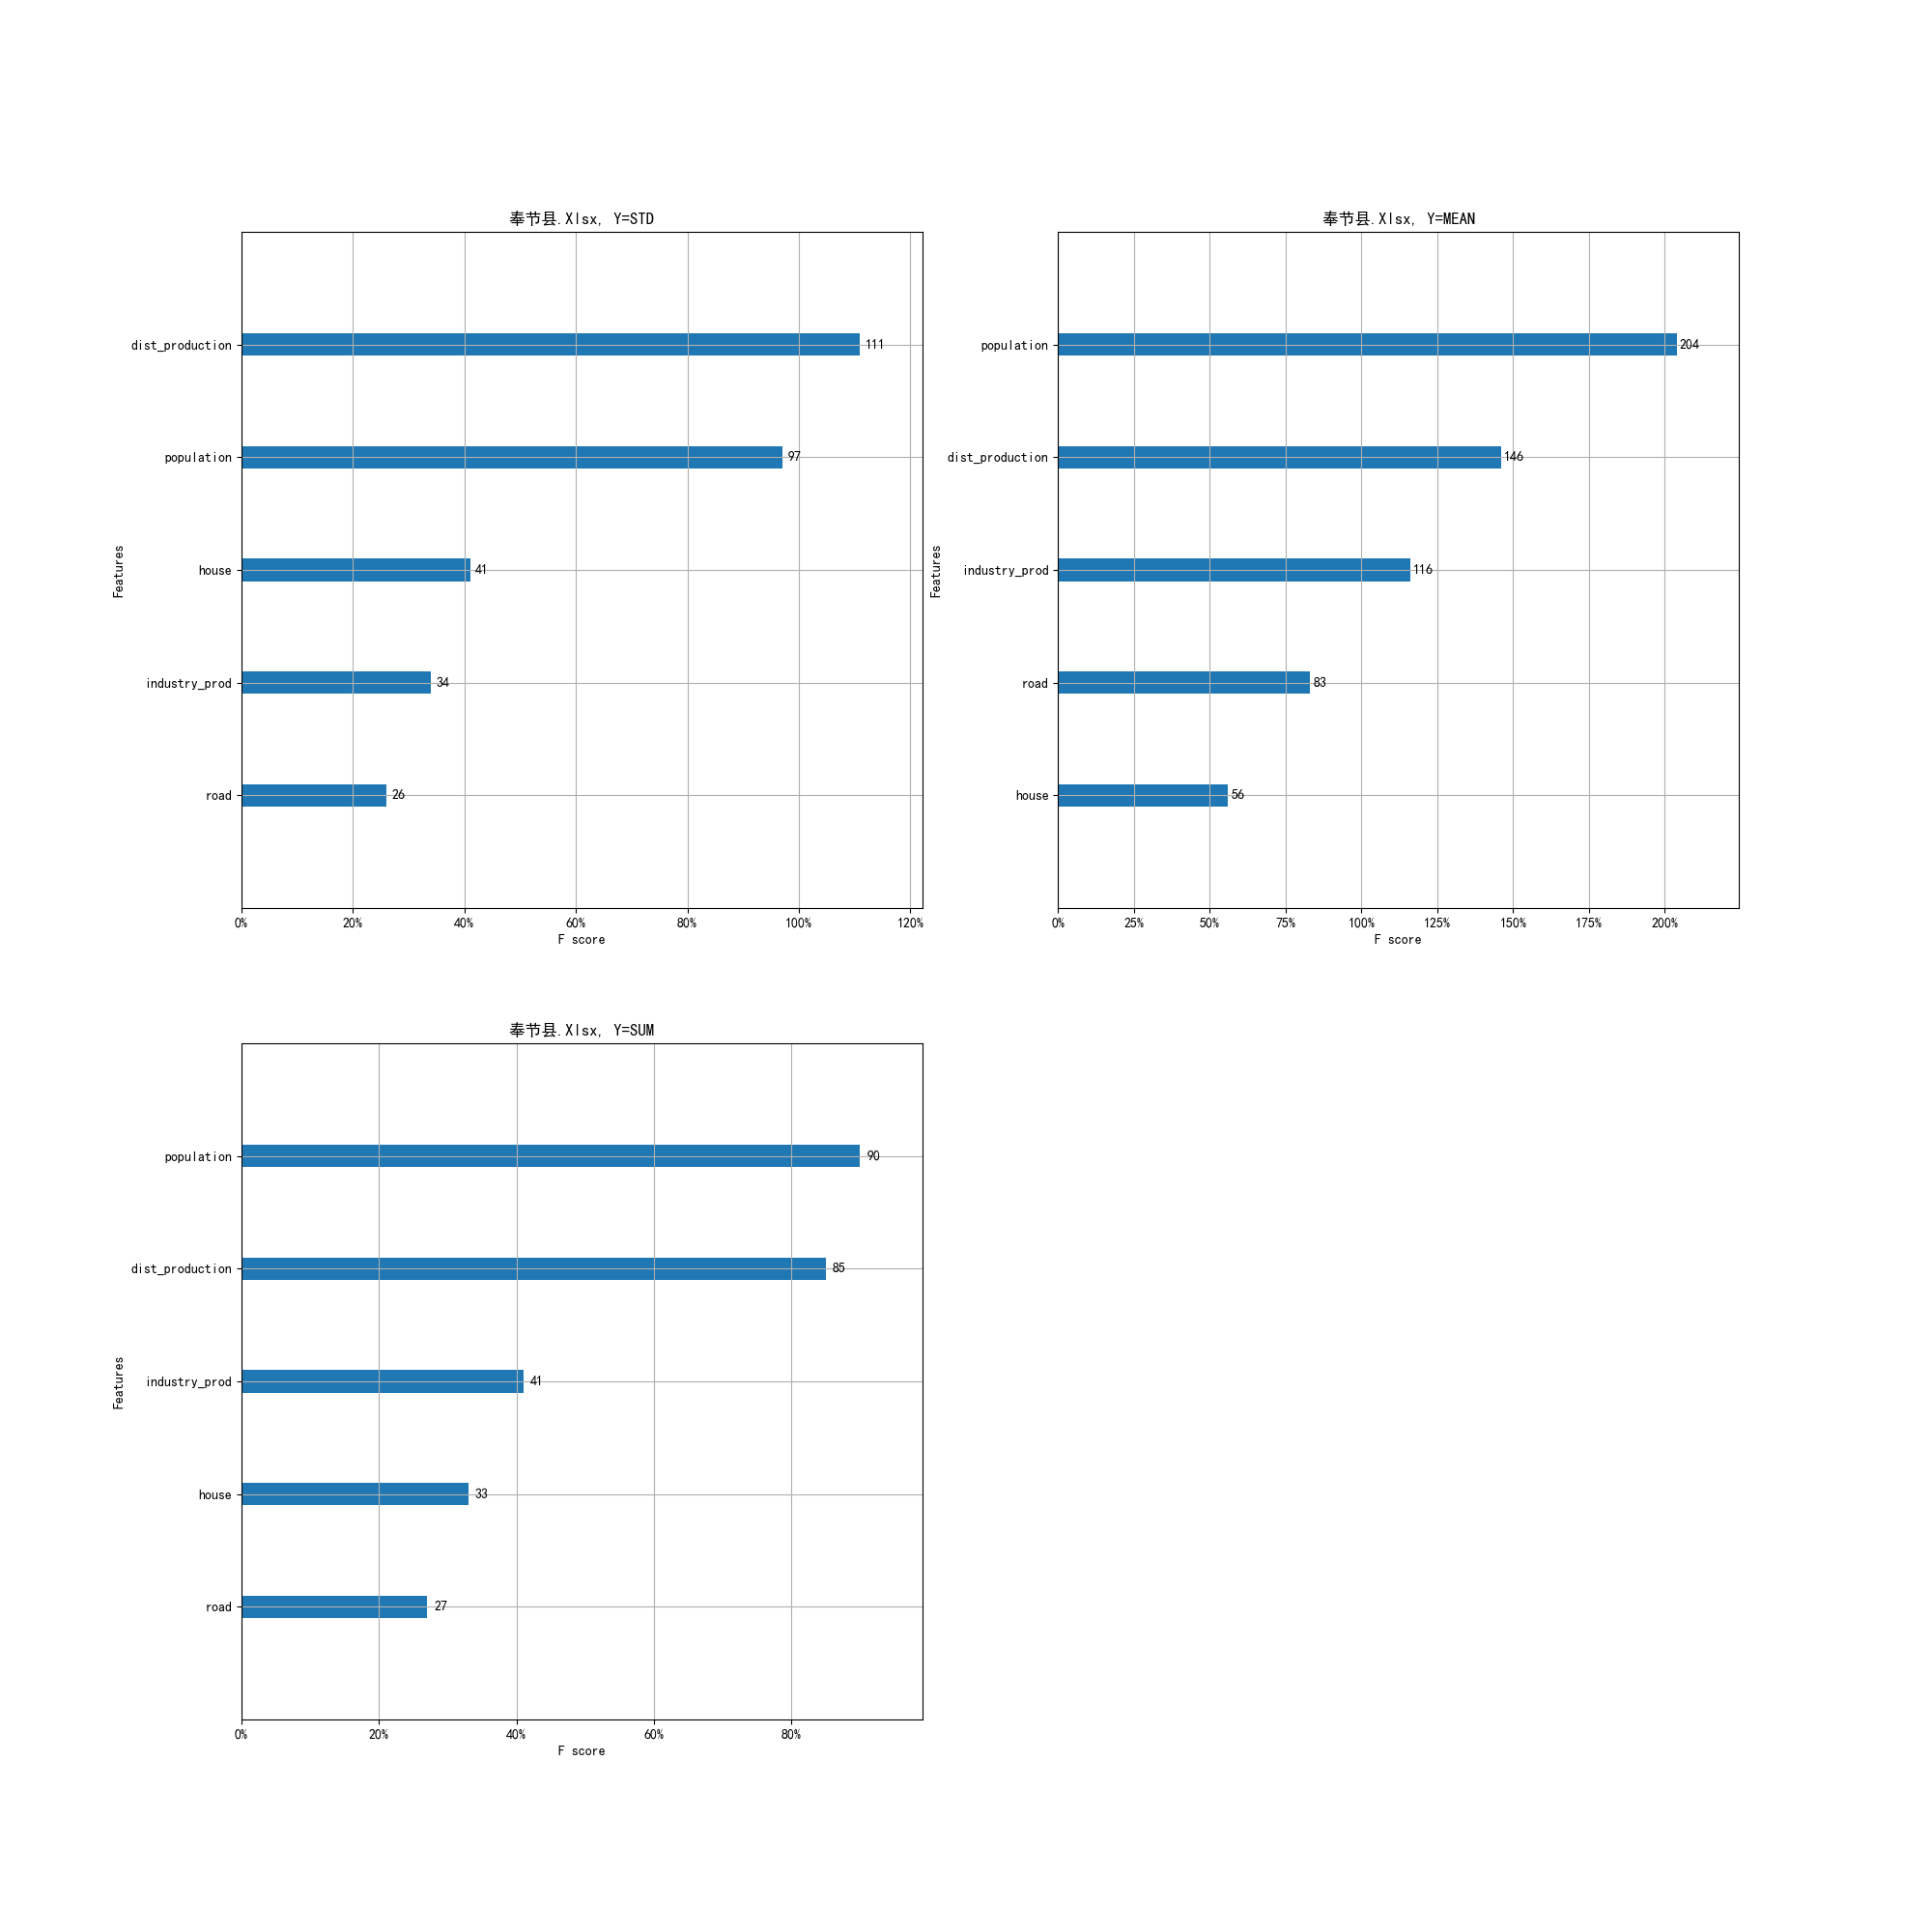 奉节县.Xlsx, Y=STD
Features
dist_production
111
population
97
house
41
industry_prod
34
road
26
0% 20% 40% 60% 80% 100% 120%
F score
奉节县.Xlsx, Y=MEAN
Features
population
204
dist_production
146
industry_prod
116
road
83
house
56
0% 25% 50% 75% 100% 125% 150% 175% 200%
F score
奉节县.Xlsx, Y=SUM
Features
population
90
dist_production
85
industry_prod
41
house
33
road
27
0% 20% 40% 60% 80%
F score